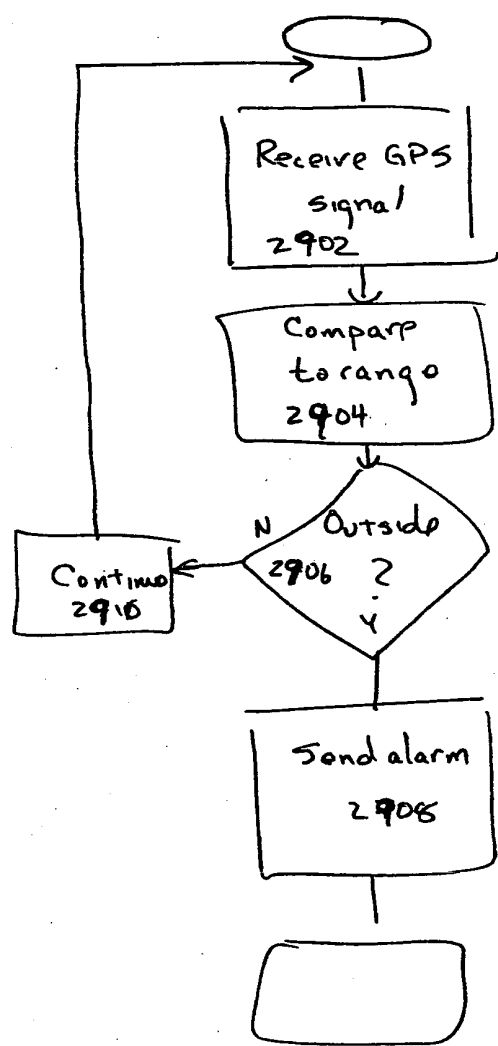 Receive GPS
signal
2902
Compare
to range
2904
Outside
N
2906
?
Y
Continue
2910
Send alarm
2908